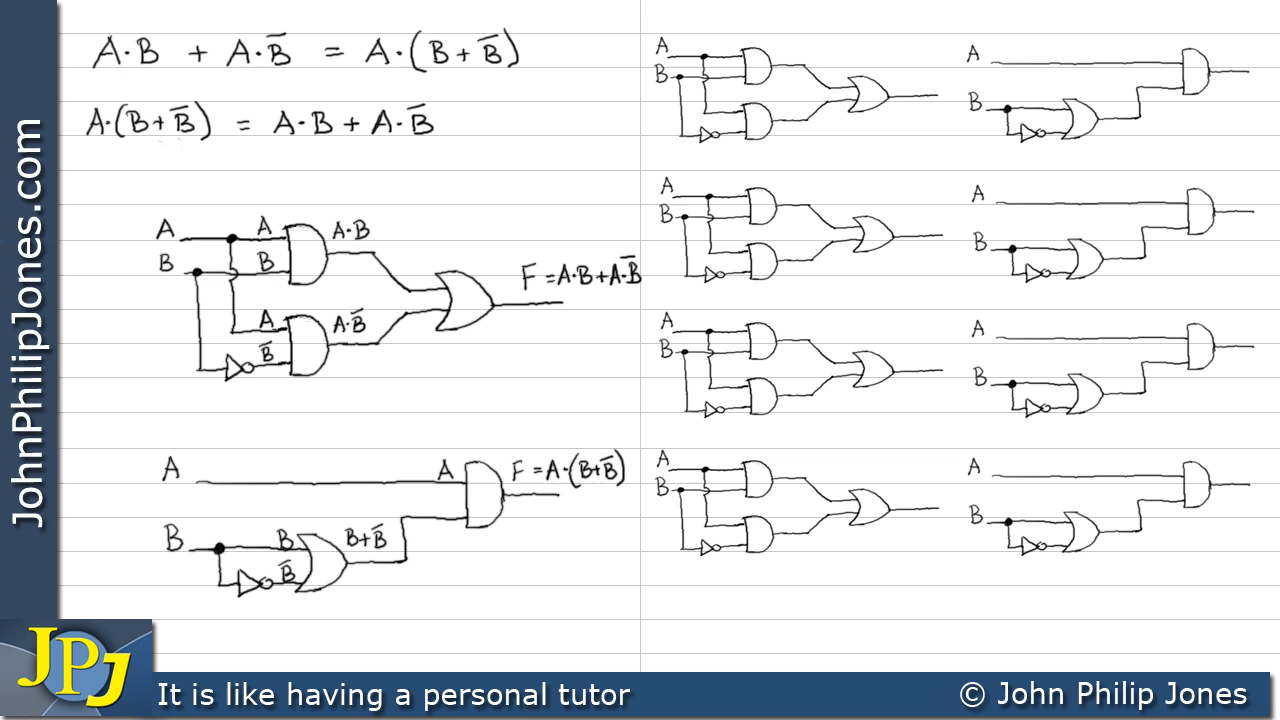 A·B + A·B̅ = A·(B + B̅)
A·(B + B̅) = A·B + A·B̅
A
A
A·B
B
B
F = A·B + A·B̅
A
A·B̅
B̅
A
A
F = A·(B+B̅)
B
B
B+B̅
B̅
A
A
B
B
A
A
B
B
A
A
B
B
A
A
B
B
JohnPhilipJones.com
JPJ
It is like having a personal tutor
© John Philip Jones